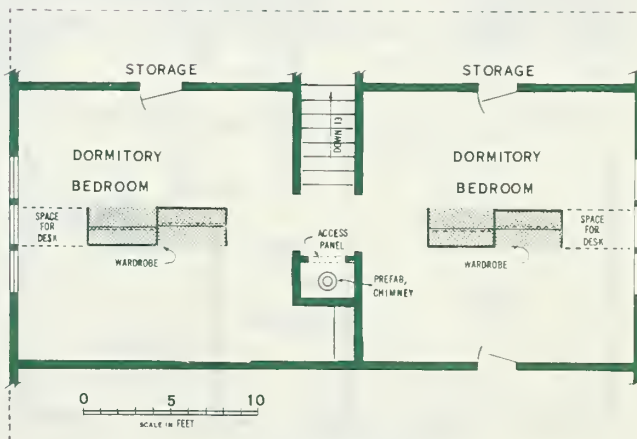 STORAGE
STORAGE
DOWN 13
DORMITORY
BEDROOM
DORMITORY
BEDROOM
SPACE
FOR
DESK
WARDROBE
ACCESS
PANEL
PREFAB.
CHIMNEY
WARDROBE
SPACE
FOR
DESK
0 5 10
SCALE IN FEET